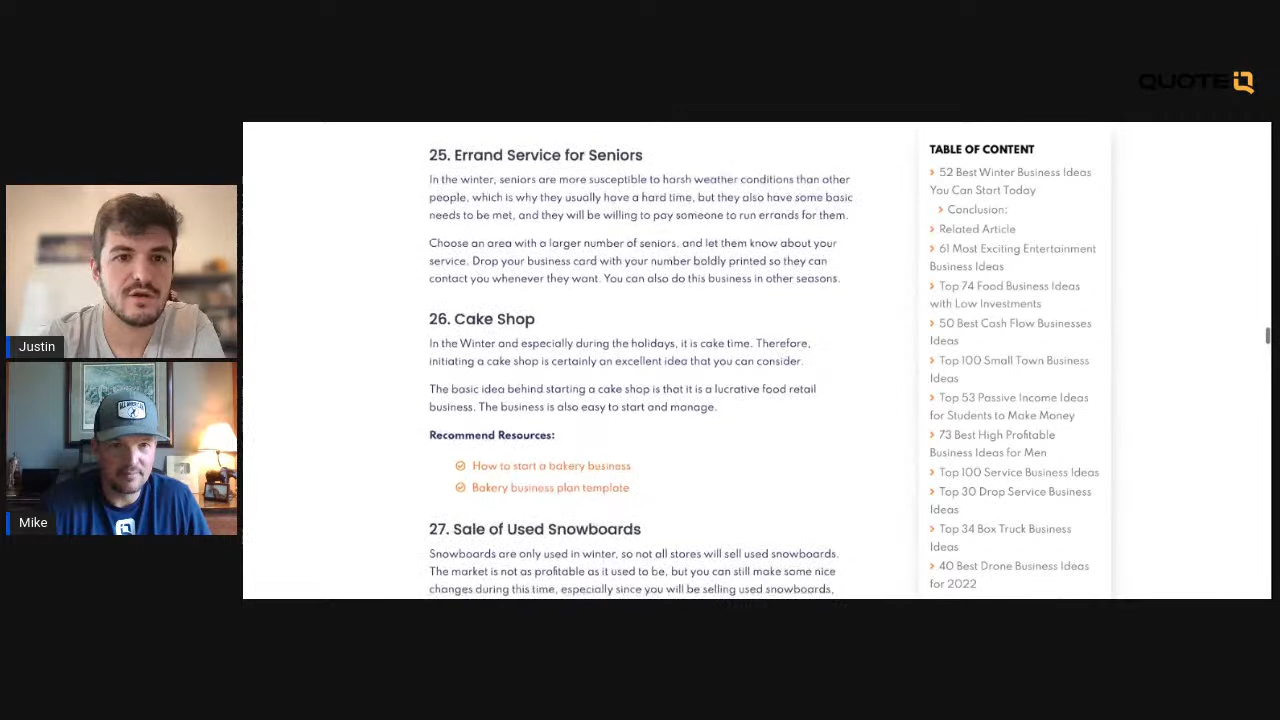 QUOTE IQ
25. Errand Service for Seniors
In the winter, seniors are more susceptible to harsh weather conditions than other
people, which is why they usually have a hard time, but they also have some basic
needs to be met, and they will be willing to pay someone to run errands for them.
Choose an area with a larger number of seniors, and let them know about your
service. Drop your business card with your number boldly printed so they can
contact you whenever they want. You can also do this business in other seasons.
26. Cake Shop
In the Winter and especially during the holidays, it is cake time. Therefore,
initiating a cake shop is certainly an excellent idea that you can consider.
The basic idea behind starting a cake shop is that it is a lucrative food retail
business. The business is also easy to start and manage.
Recommend Resources:
How to start a bakery business
Bakery business plan template
27. Sale of Used Snowboards
Snowboards are only used in winter, so not all stores will sell used snowboards.
The market is not as profitable as it used to be, but you can still make some nice
changes during this time, especially since you will be selling used snowboards,
TABLE OF CONTENT
52 Best Winter Business Ideas
You Can Start Today
Conclusion:
Related Article
61 Most Exciting Entertainment
Business Ideas
Top 74 Food Business Ideas
with Low Investments
50 Best Cash Flow Businesses
Ideas
Top 100 Small Town Business
Ideas
Top 53 Passive Income Ideas
for Students to Make Money
73 Best High Profitable
Business Ideas for Men
Top 100 Service Business Ideas
Top 30 Drop Service Business
Ideas
Top 34 Box Truck Business
Ideas
40 Best Drone Business Ideas
for 2022
Justin
Mike